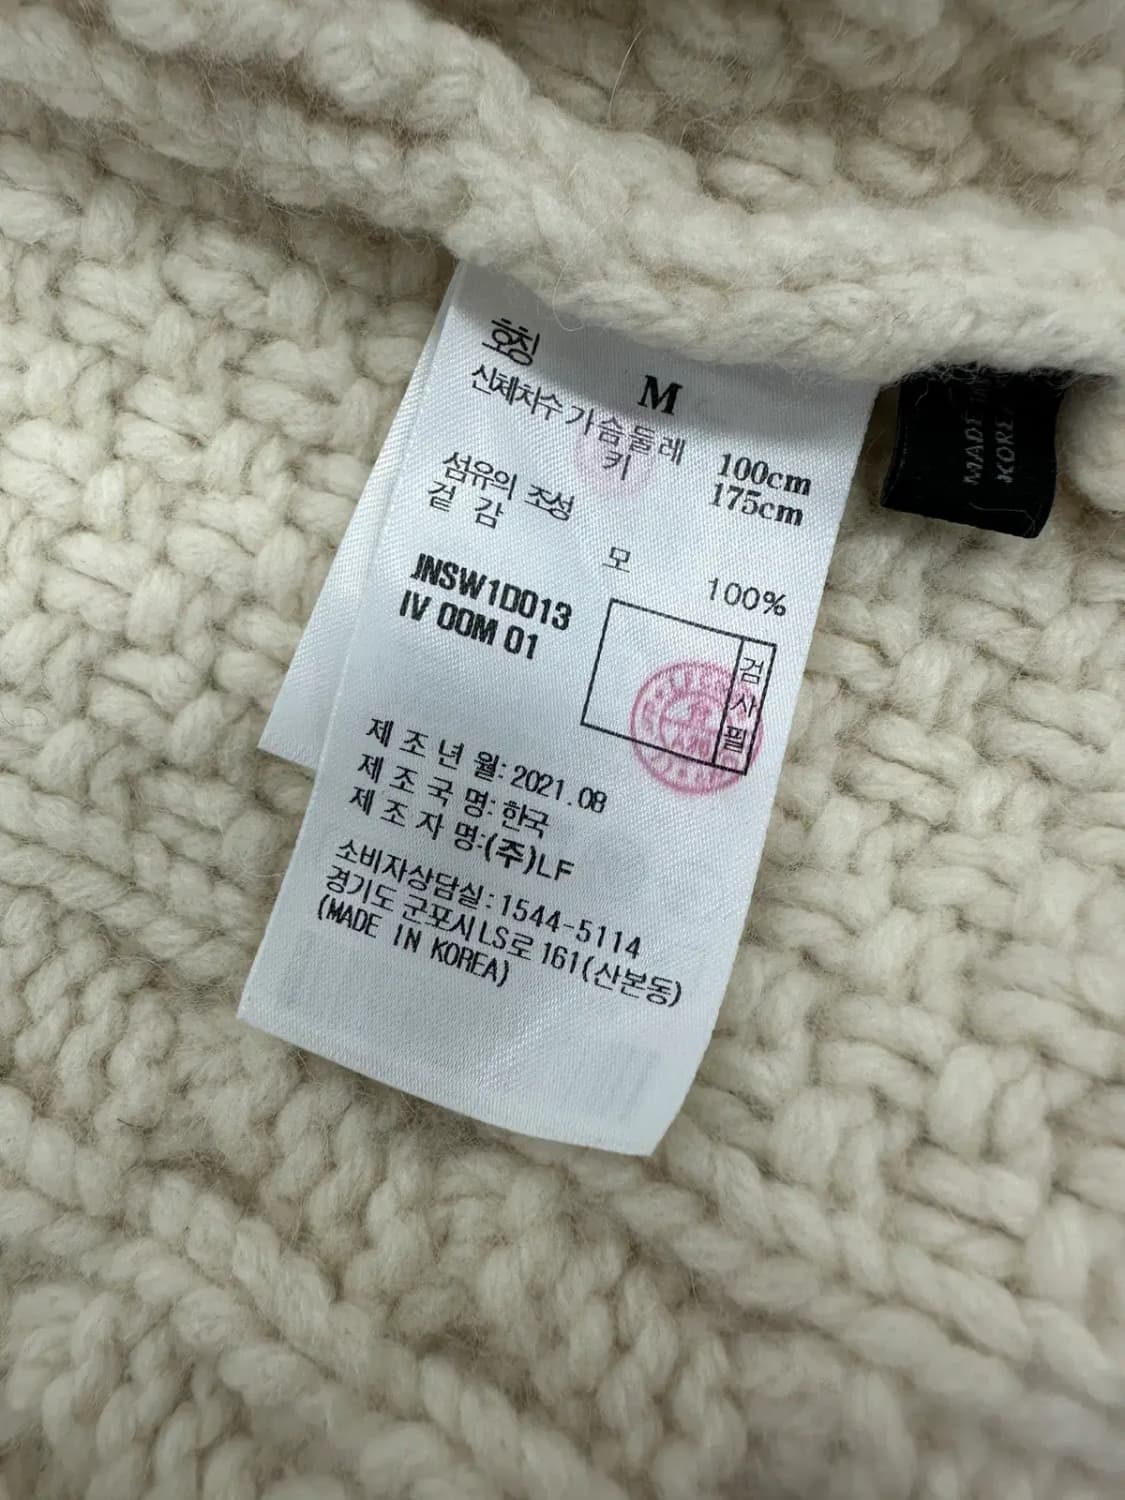 호칭
M
신체치수 가슴둘레 100cm
키 175cm
섬유의 조성
겉 감
모 100%
JNSW1D013
IV 00M 01
검사필
제 조 년 월: 2021.08
제 조 국 명: 한국
제 조 자 명:(주)LF
소비자상담실:1544-5114
경기도 군포시 LS로 161(산본동)
(MADE IN KOREA)
MADE